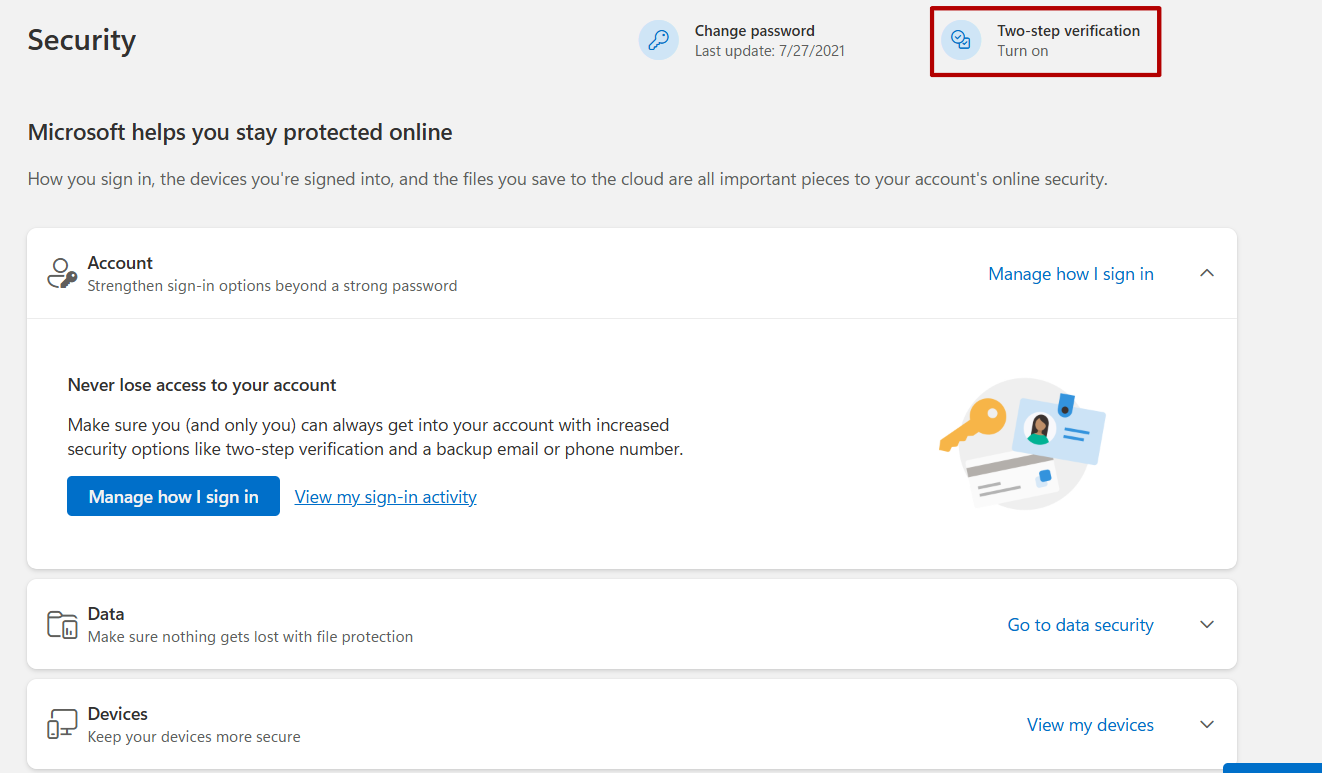 Security
Change password
Last update: 7/27/2021
Two-step verification
Turn on
Microsoft helps you stay protected online
How you sign in, the devices you're signed into, and the files you save to the cloud are all important pieces to your account's online security.
Account
Strengthen sign-in options beyond a strong password
Manage how I sign in
Never lose access to your account
Make sure you (and only you) can always get into your account with increased
security options like two-step verification and a backup email or phone number.
Manage how I sign in
View my sign-in activity
Data
Make sure nothing gets lost with file protection
Go to data security
Devices
Keep your devices more secure
View my devices